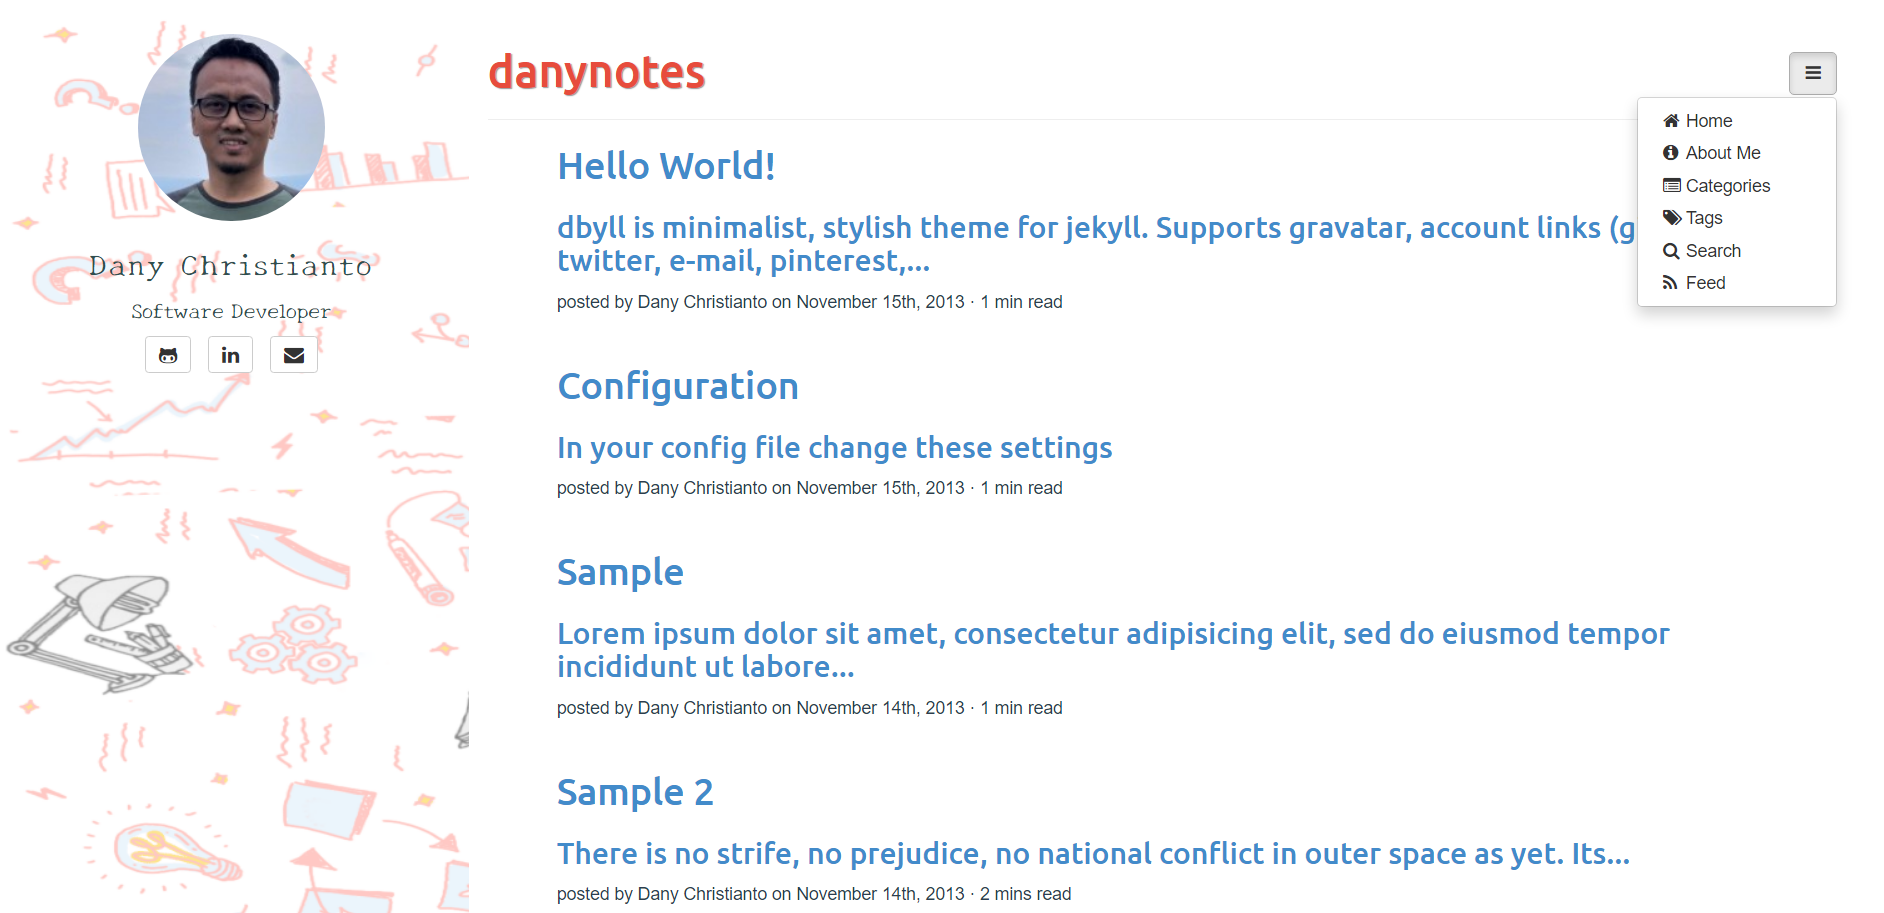 Dany Christianto
Software Developer
in
danynotes
Home
About Me
Categories
Tags
Search
Feed
Hello World!
dbyll is minimalist, stylish theme for jekyll. Supports gravatar, account links (g
twitter, e-mail, pinterest,...
posted by Dany Christianto on November 15th, 2013 · 1 min read
Configuration
In your config file change these settings
posted by Dany Christianto on November 15th, 2013 · 1 min read
Sample
Lorem ipsum dolor sit amet, consectetur adipisicing elit, sed do eiusmod tempor
incididunt ut labore...
posted by Dany Christianto on November 14th, 2013 · 1 min read
Sample 2
There is no strife, no prejudice, no national conflict in outer space as yet. Its...
posted by Dany Christianto on November 14th, 2013 · 2 mins read